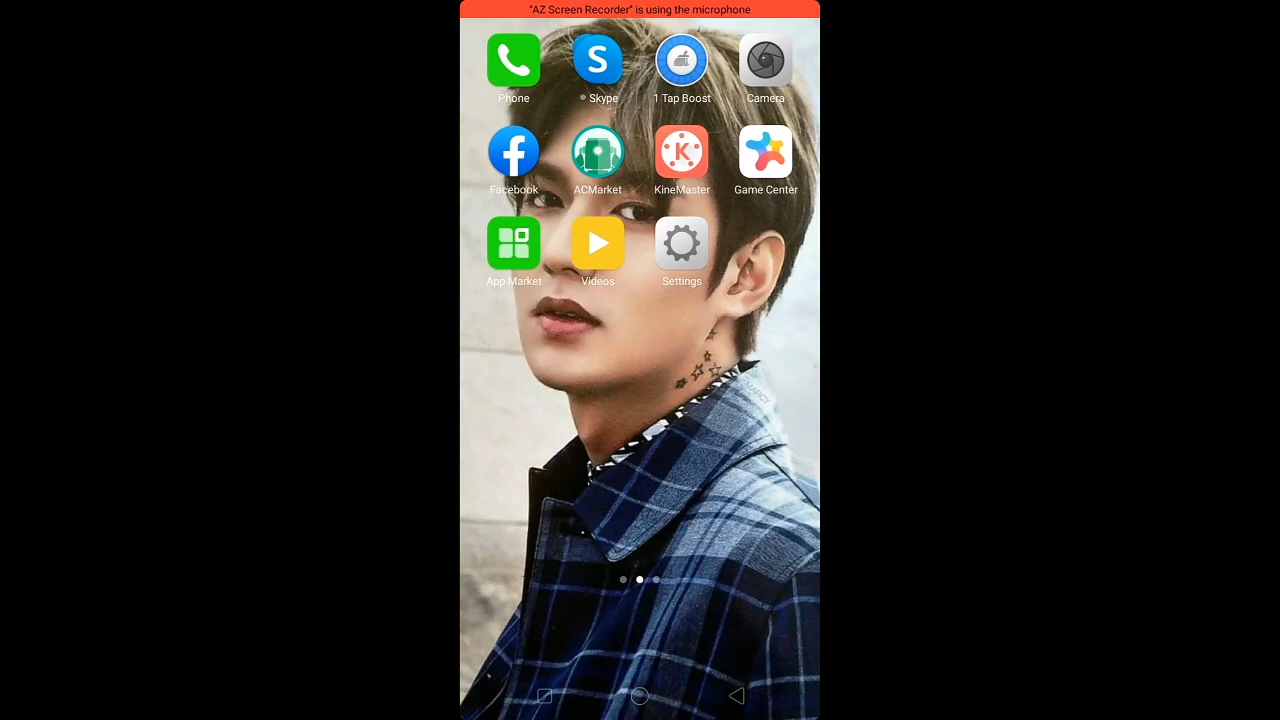 "AZ Screen Recorder" is using the microphone
Phone
Skype
1 Tap Boost
Camera
Facebook
ACMarket
KineMaster
Game Center
App Market
Videos
Settings
MARCY